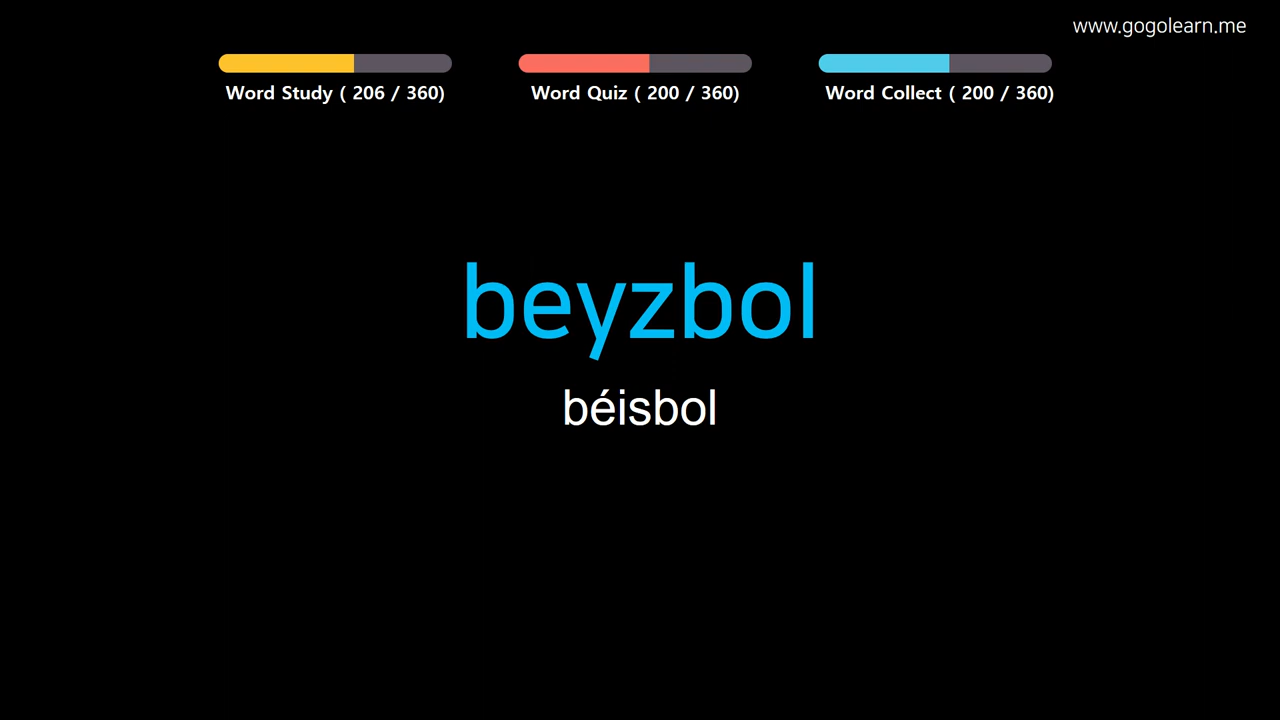 www.gogolearn.me
Word Study ( 206 / 360)
Word Quiz ( 200 / 360)
Word Collect ( 200 / 360)
beyzbol
béisbol